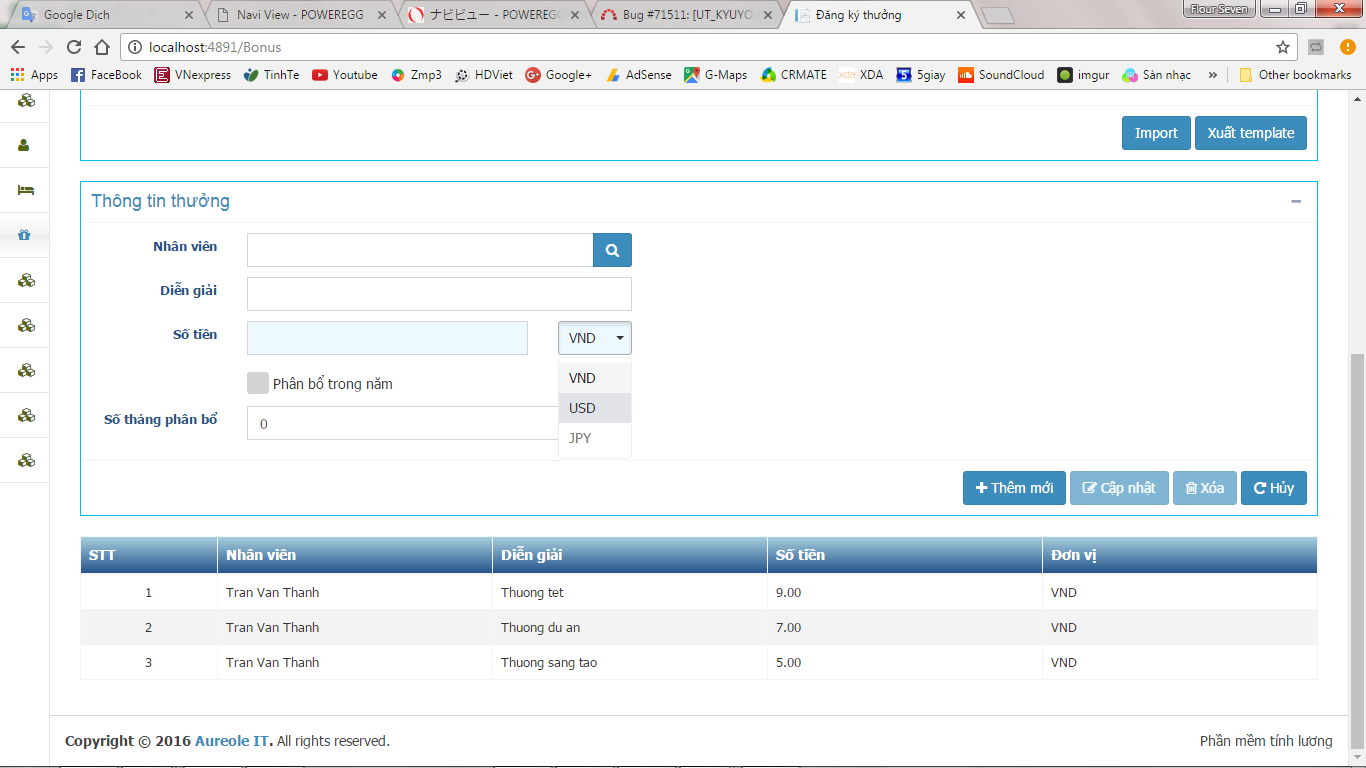 Google Dịch
Navi View - POWEREGG
ナビビュー - POWEREGG
Bug #71511: [UT_KYUYO
Đăng ký thưởng
Flour Seven
localhost:4891/Bonus
Apps FaceBook VNexpress TinhTe Youtube Zmp3 HDViet Google+ AdSense G-Maps CRMATE XDA 5giay SoundCloud imgur Sàn nhạc » Other bookmarks
Import Xuất template
Thông tin thưởng
Nhân viên
Diễn giải
Số tiền VND
VND
Phân bổ trong năm
USD
Số tháng phân bổ 0
JPY
Thêm mới Cập nhật Xóa Hủy
STT Nhân viên Diễn giải Số tiền Đơn vị
1 Tran Van Thanh Thuong tet 9.00 VND
2 Tran Van Thanh Thuong du an 7.00 VND
3 Tran Van Thanh Thuong sang tao 5.00 VND
Copyright © 2016 Aureole IT. All rights reserved. Phần mềm tính lương